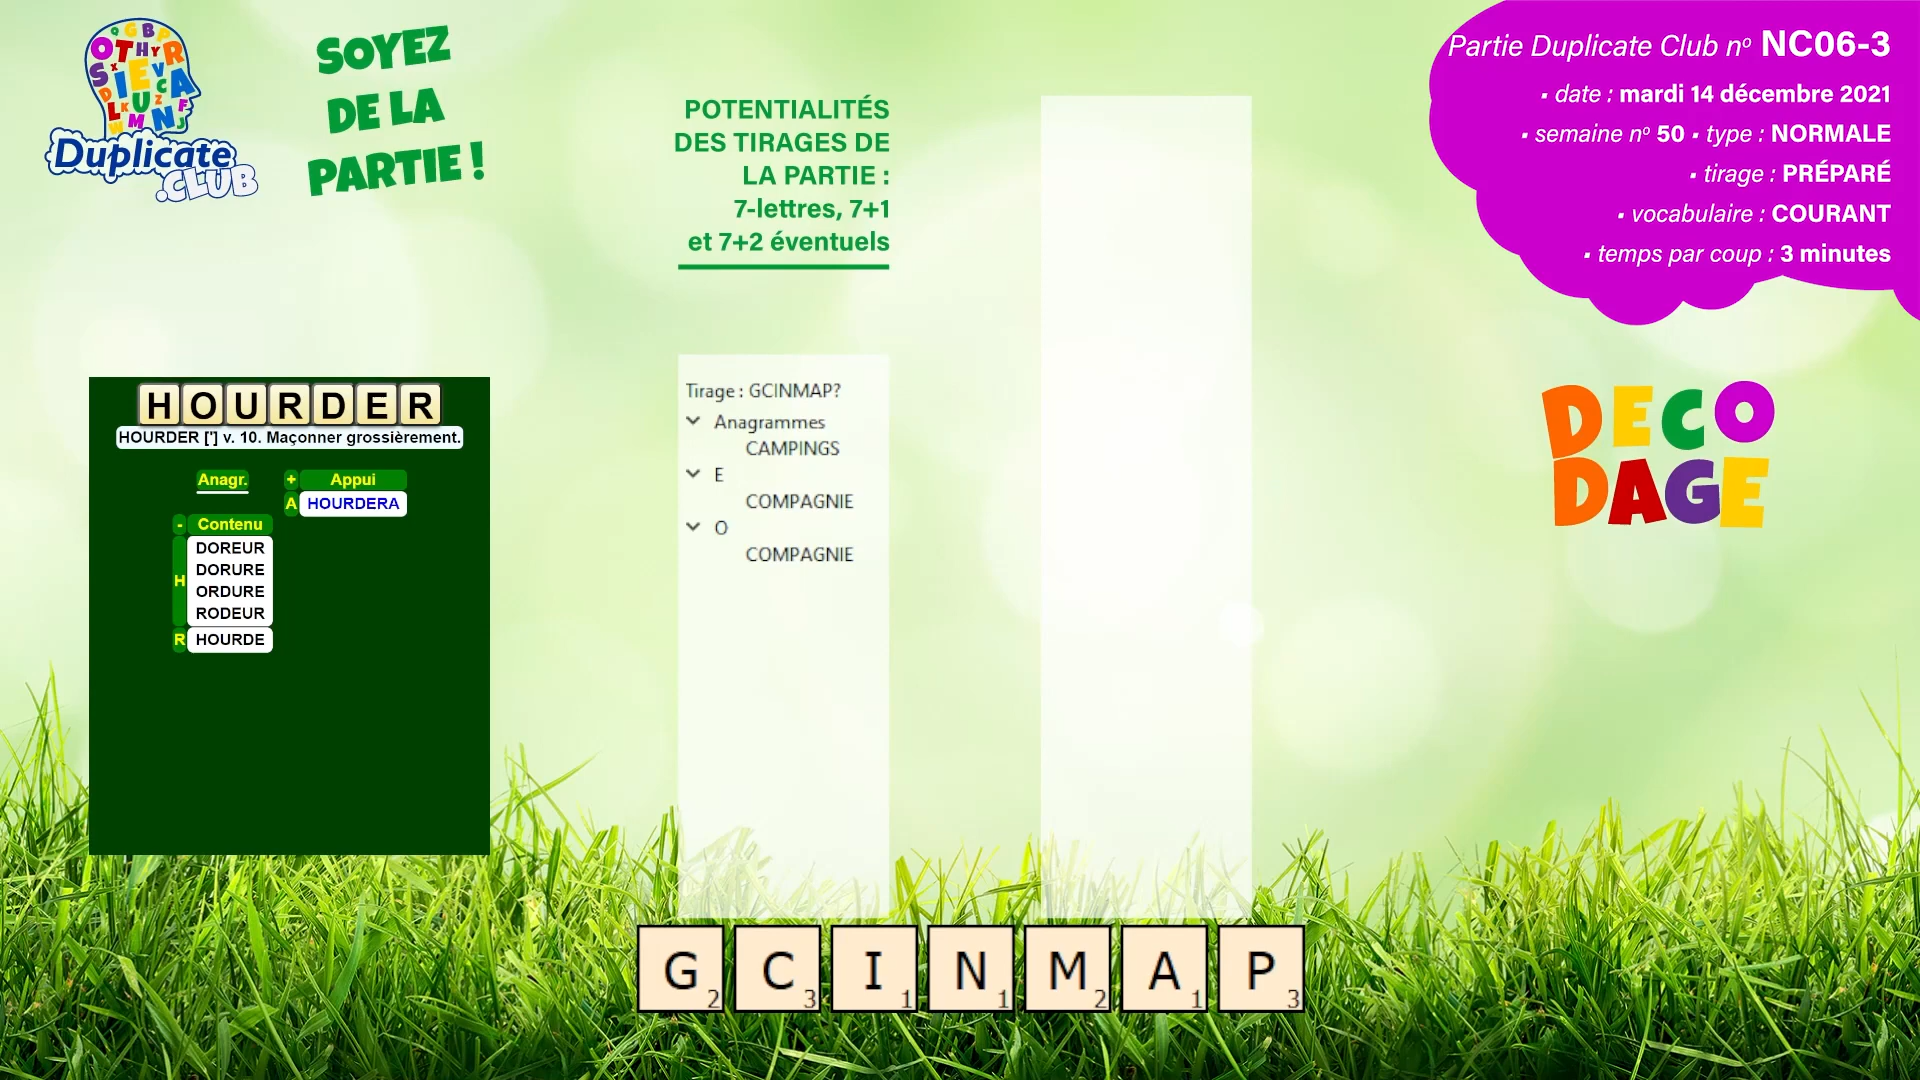 Duplicate
.CLUB
SOYEZ
DE LA
PARTIE !
POTENTIALITÉS
DES TIRAGES DE
LA PARTIE :
7-lettres, 7+1
et 7+2 éventuels
Partie Duplicate Club nº NC06-3
• date : mardi 14 décembre 2021
• semaine nº 50 • type : NORMALE
• tirage : PRÉPARÉ
• vocabulaire : COURANT
• temps par coup : 3 minutes
HOURDER
HOURDER ['] v. 10. Maçonner grossièrement.
Anagr.
+ Appui
A HOURDERA
- Contenu
H
DOREUR
DORURE
ORDURE
RODEUR
R HOURDE
Tirage : GCINMAP?
Anagrammes
CAMPINGS
E
COMPAGNIE
O
COMPAGNIE
DECO
DAGE
G2 C3 I1 N1 M2 A1 P3